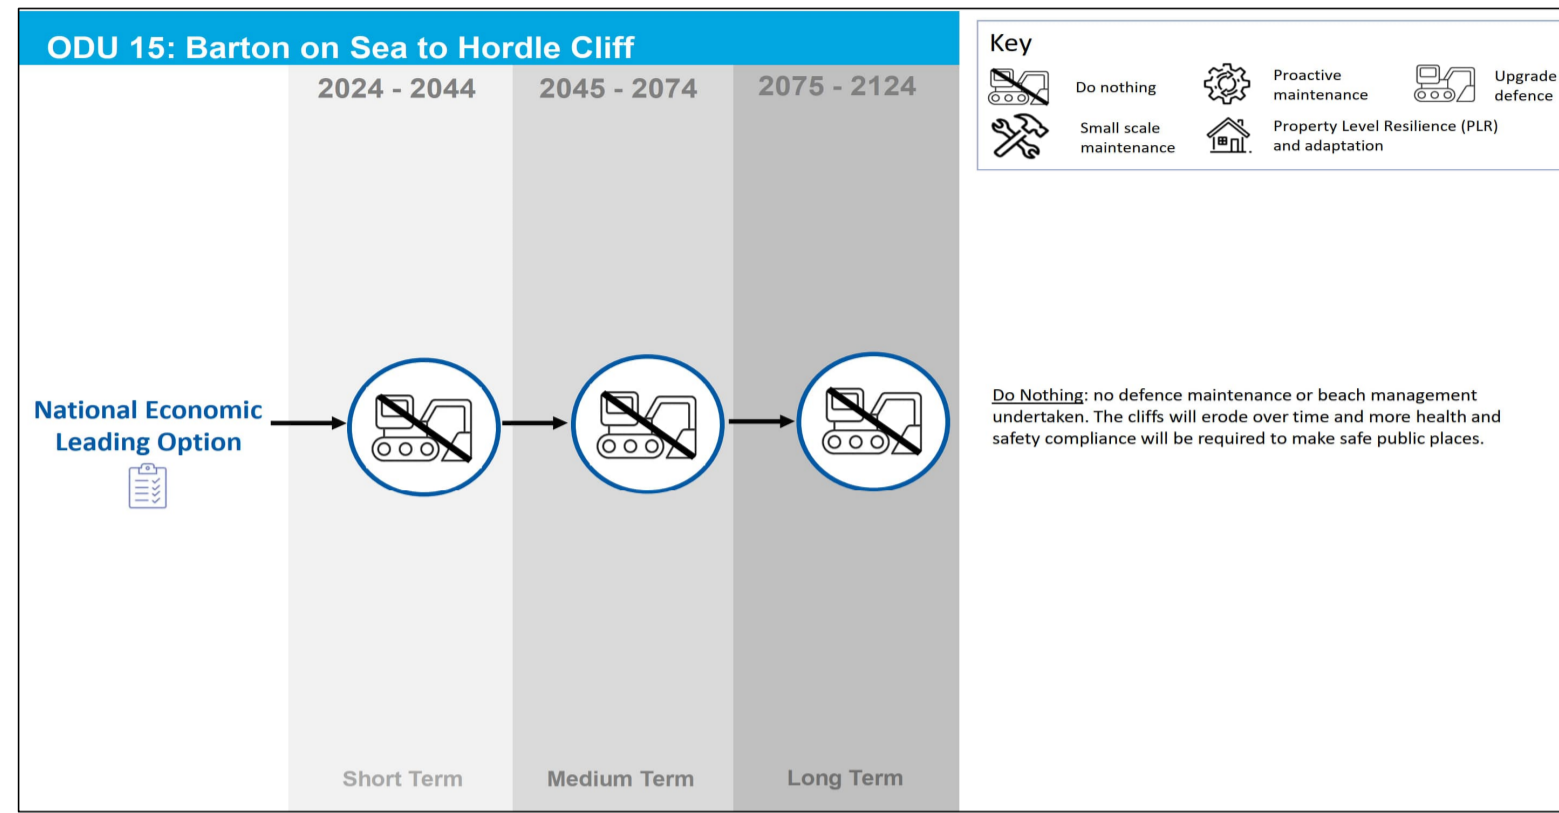 ODU 15: Barton on Sea to Hordle Cliff
2024 - 2044
2045 - 2074
2075 - 2124
National Economic
Leading Option
Short Term
Medium Term
Long Term
Key
Do nothing
Proactive
maintenance
Upgrade
defence
Small scale
maintenance
Property Level Resilience (PLR)
and adaptation
Do Nothing: no defence maintenance or beach management
undertaken. The cliffs will erode over time and more health and
safety compliance will be required to make safe public places.